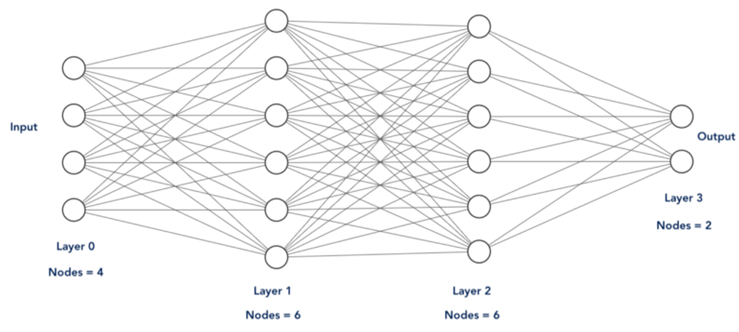 Input
Layer 0
Nodes = 4
Layer 1
Nodes = 6
Layer 2
Nodes = 6
Output
Layer 3
Nodes = 2